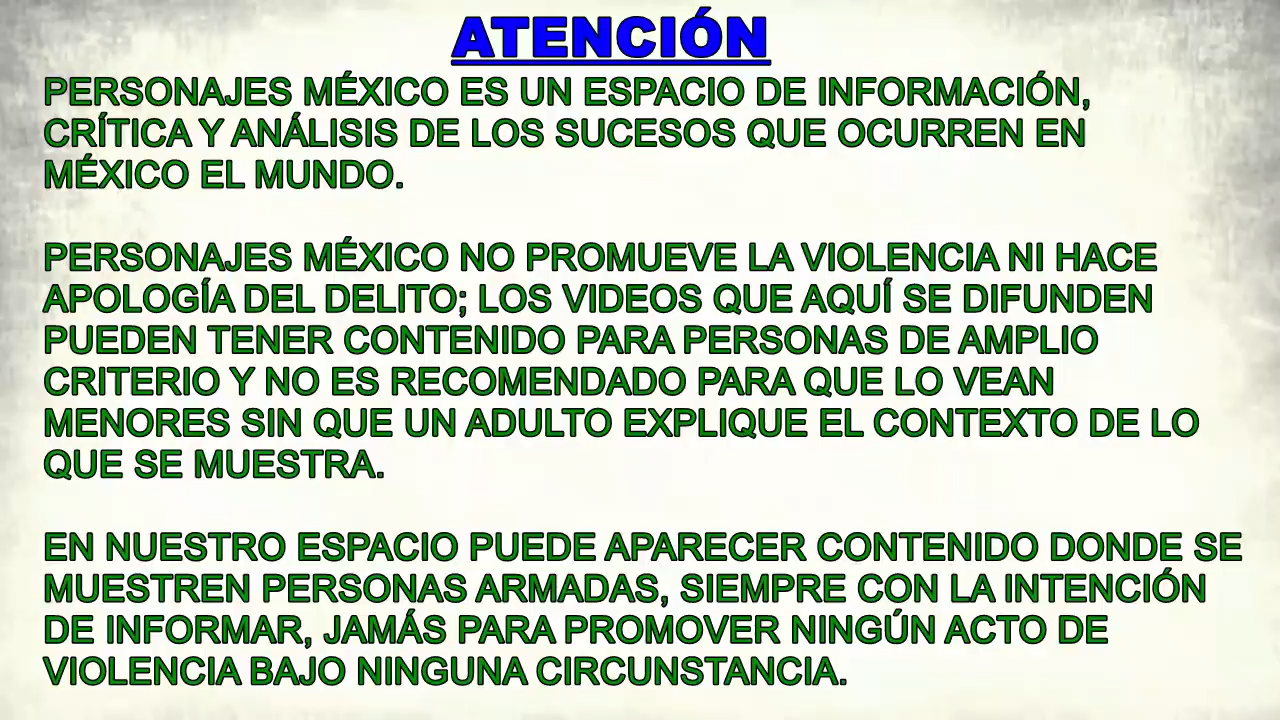 ATENCIÓN
PERSONAJES MÉXICO ES UN ESPACIO DE INFORMACIÓN,
CRÍTICA Y ANÁLISIS DE LOS SUCESOS QUE OCURREN EN
MÉXICO EL MUNDO.
PERSONAJES MÉXICO NO PROMUEVE LA VIOLENCIA NI HACE
APOLOGÍA DEL DELITO; LOS VIDEOS QUE AQUÍ SE DIFUNDEN
PUEDEN TENER CONTENIDO PARA PERSONAS DE AMPLIO
CRITERIO Y NO ES RECOMENDADO PARA QUE LO VEAN
MENORES SIN QUE UN ADULTO EXPLIQUE EL CONTEXTO DE LO
QUE SE MUESTRA.
EN NUESTRO ESPACIO PUEDE APARECER CONTENIDO DONDE SE
MUESTREN PERSONAS ARMADAS, SIEMPRE CON LA INTENCIÓN
DE INFORMAR, JAMÁS PARA PROMOVER NINGÚN ACTO DE
VIOLENCIA BAJO NINGUNA CIRCUNSTANCIA.